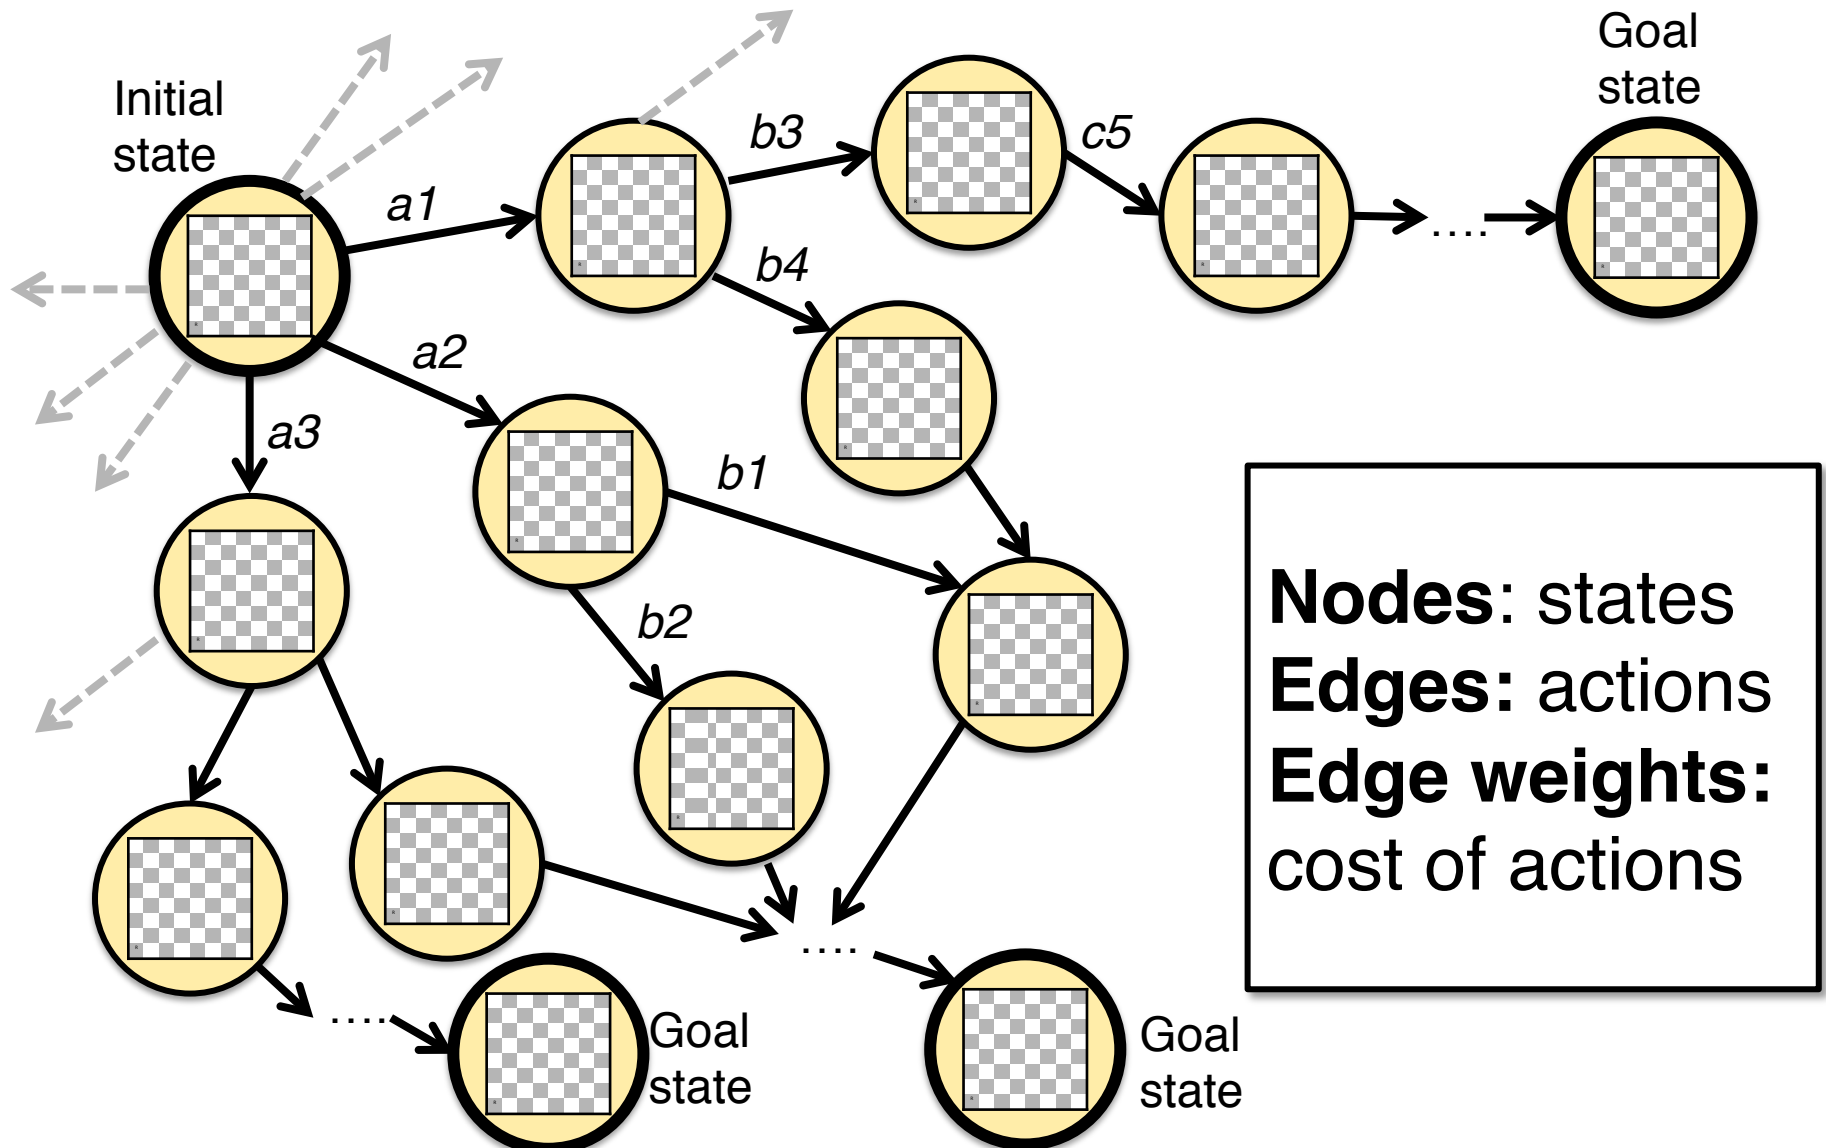 Initial
state
Goal
state
a1
b3
c5
....
b4
a2
a3
b1
b2
....
....
Goal
state
Goal
state
Nodes: states
Edges: actions
Edge weights:
cost of actions